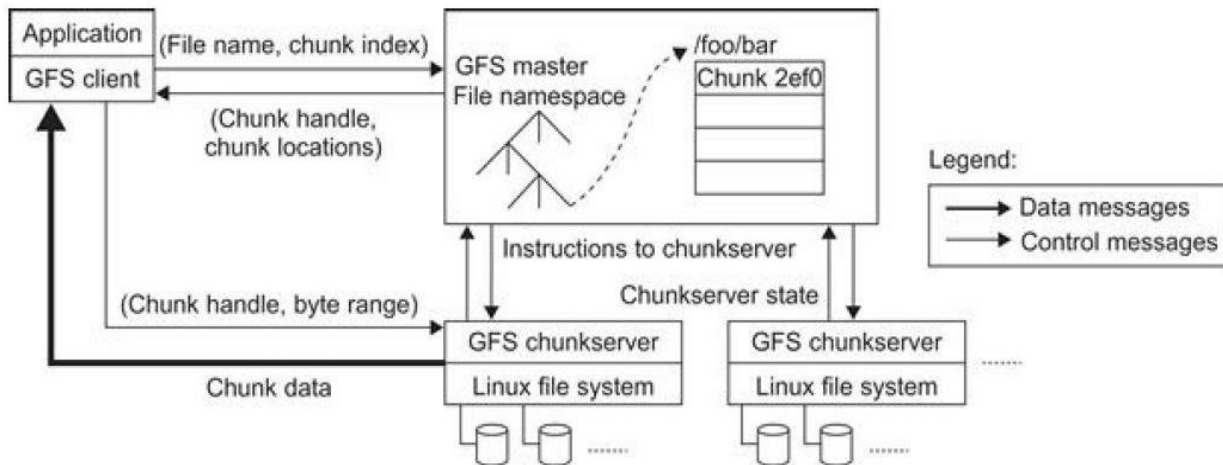 Application
GFS client
(File name, chunk index)
(Chunk handle,
chunk locations)
GFS master
File namespace
/foo/bar
Chunk 2ef0
Legend:
Data messages
Control messages
Instructions to chunkserver
Chunkserver state
(Chunk handle, byte range)
Chunk data
GFS chunkserver
Linux file system
GFS chunkserver
Linux file system